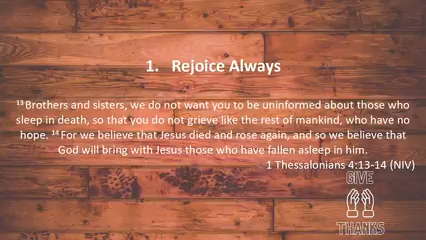 1. Rejoice Always
¹³ Brothers and sisters, we do not want you to be uninformed about those who
sleep in death, so that you do not grieve like the rest of mankind, who have no
hope. ¹⁴ For we believe that Jesus died and rose again, and so we believe that
God will bring with Jesus those who have fallen asleep in him.
1 Thessalonians 4:13-14 (NIV)
GIVE
THANKS